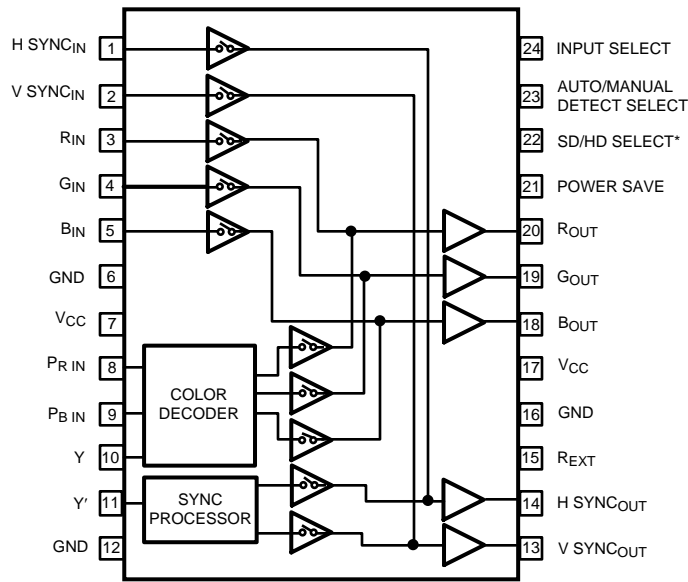 H SYNCIN 1
V SYNCIN 2
RIN 3
GIN 4
BIN 5
GND 6
VCC 7
PR IN 8
PB IN 9
Y 10
Y′ 11
GND 12
COLOR
DECODER
SYNC
PROCESSOR
24 INPUT SELECT
23 AUTO/MANUAL
DETECT SELECT
22 SD/HD SELECT*
21 POWER SAVE
20 ROUT
19 GOUT
18 BOUT
17 VCC
16 GND
15 REXT
14 H SYNCOUT
13 V SYNCOUT